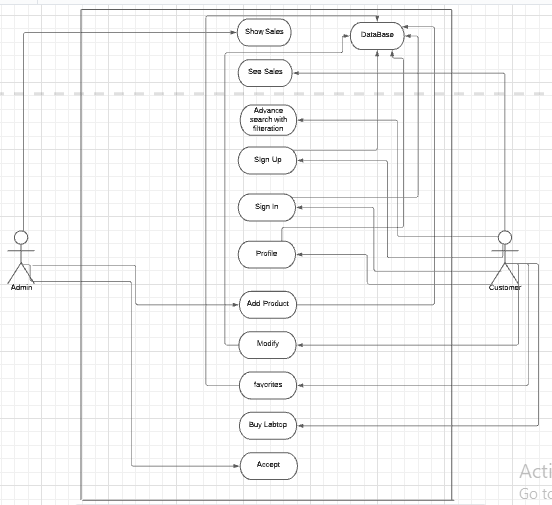 Show Sales
DataBase
See Sales
Advance
search with
filteration
Sign Up
Sign In
Profile
Admin
Customer
Add Product
Modify
favorites
Buy Labtop
Accept
Acti
Go to